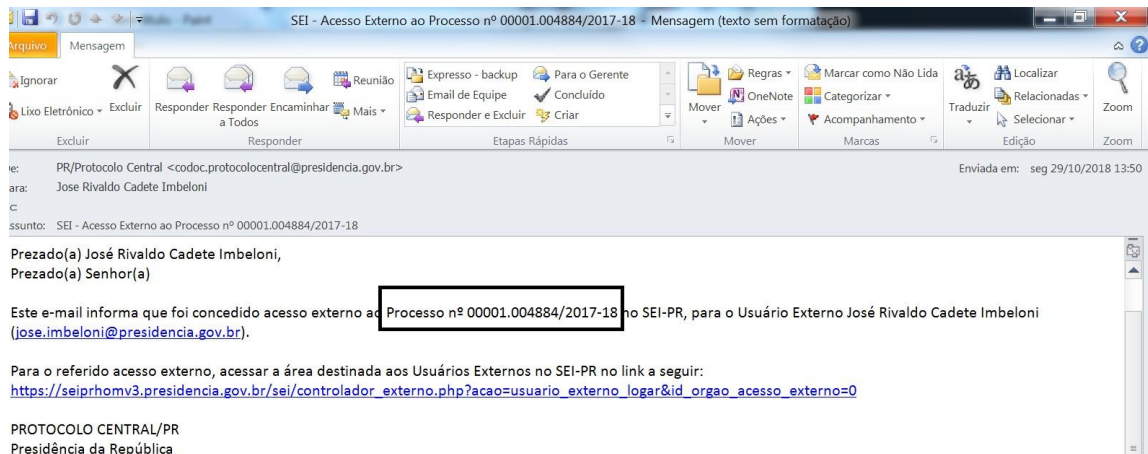 SEI - Acesso Externo ao Processo nº 00001.004884/2017-18 - Mensagem (texto sem formatação)
Arquivo Mensagem
Ignorar
Lixo Eletrônico
Excluir
Responder Responder a Todos Encaminhar
Reunião
Mais
Expresso - backup Para o Gerente
Email de Equipe Concluído
Responder e Excluir Criar
Mover
Regras
OneNote
Ações
Marcar como Não Lida
Categorizar
Acompanhamento
Traduzir
Localizar
Relacionadas
Selecionar
Zoom
Excluir Responder Etapas Rápidas Mover Marcas Edição Zoom
e: PR/Protocolo Central <codoc.protocolocentral@presidencia.gov.br> Enviada em: seg 29/10/2018 13:50
ara: Jose Rivaldo Cadete Imbeloni
c:
ssunto: SEI - Acesso Externo ao Processo nº 00001.004884/2017-18
Prezado(a) José Rivaldo Cadete Imbeloni,
Prezado(a) Senhor(a)
Este e-mail informa que foi concedido acesso externo ao Processo nº 00001.004884/2017-18 no SEI-PR, para o Usuário Externo José Rivaldo Cadete Imbeloni
(jose.imbeloni@presidencia.gov.br).
Para o referido acesso externo, acessar a área destinada aos Usuários Externos no SEI-PR no link a seguir:
https://seiprhomv3.presidencia.gov.br/sei/controlador_externo.php?acao=usuario_externo_logar&id_orgao_acesso_externo=0
PROTOCOLO CENTRAL/PR
Presidência da República